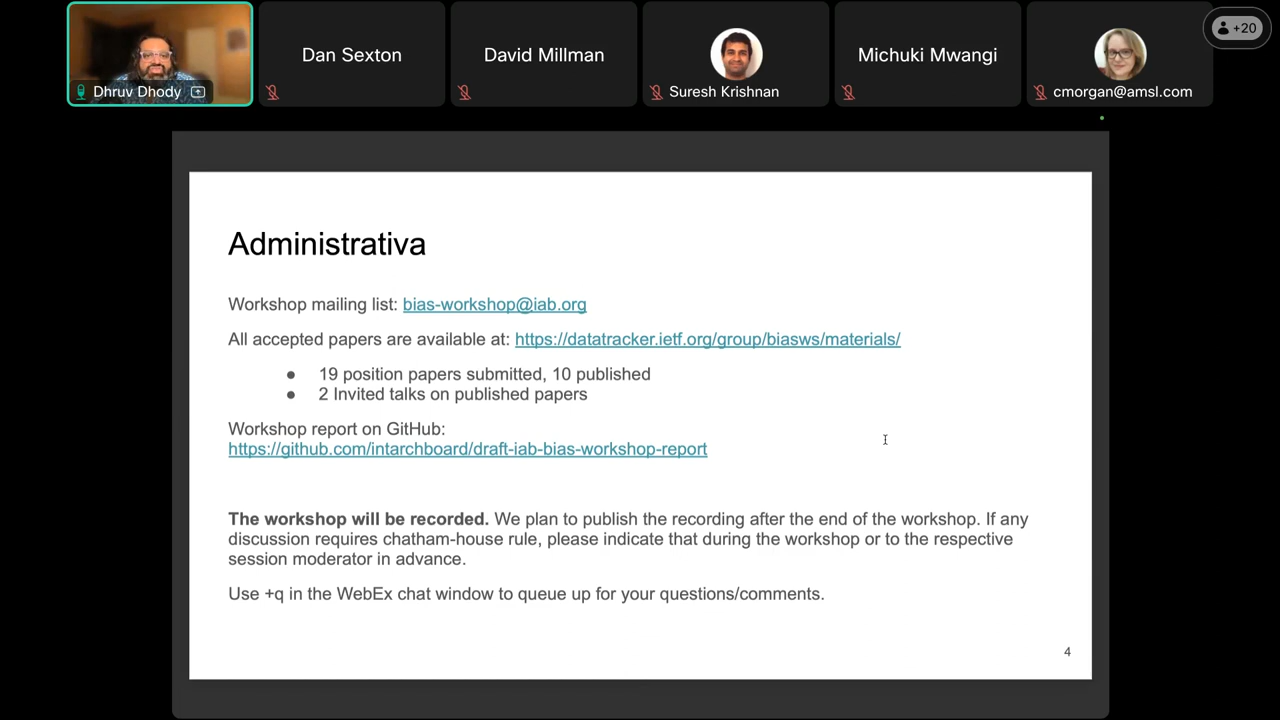 Dhruv Dhody
Dan Sexton
David Millman
Suresh Krishnan
Michuki Mwangi
cmorgan@amsl.com
+20
Administrativa
Workshop mailing list: bias-workshop@iab.org
All accepted papers are available at: https://datatracker.ietf.org/group/biasws/materials/
● 19 position papers submitted, 10 published
● 2 Invited talks on published papers
Workshop report on GitHub:
https://github.com/intarchboard/draft-iab-bias-workshop-report
The workshop will be recorded. We plan to publish the recording after the end of the workshop. If any
discussion requires chatham-house rule, please indicate that during the workshop or to the respective
session moderator in advance.
Use +q in the WebEx chat window to queue up for your questions/comments.
4